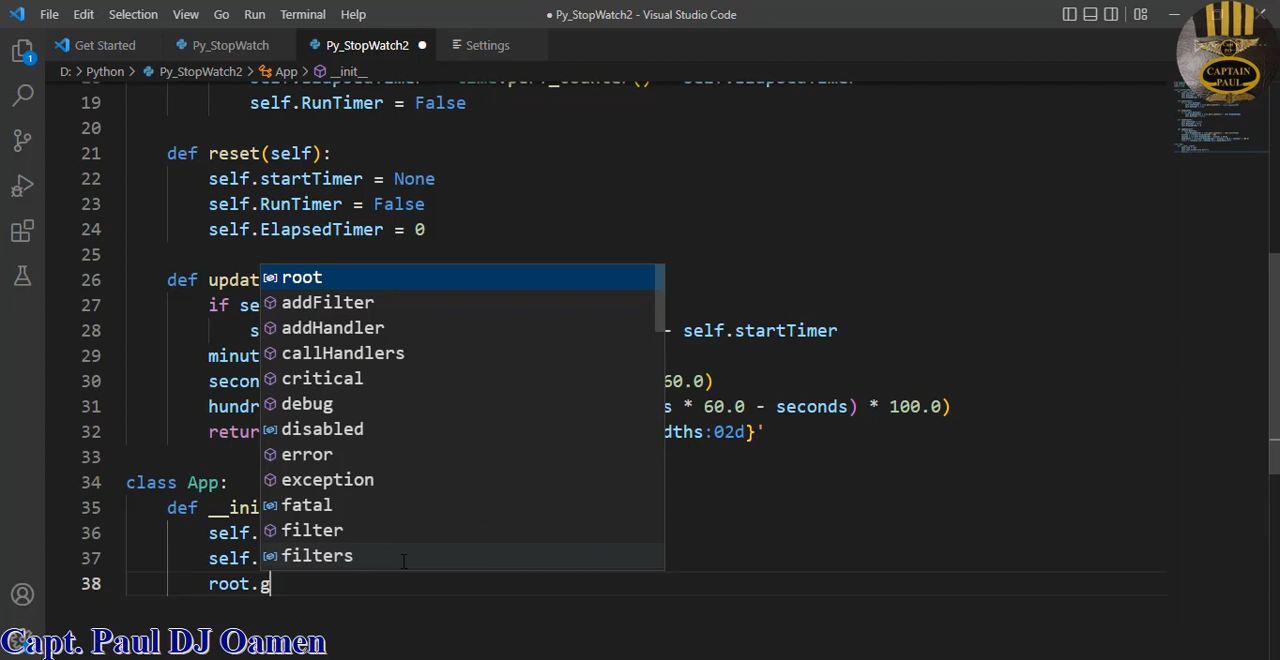 File Edit Selection View Go Run Terminal Help
● Py_StopWatch2 - Visual Studio Code
Get Started Py_StopWatch Py_StopWatch2 ● Settings
D: > Python > Py_StopWatch2 > App > __init__
CAPTAIN PAUL
19 self.RunTimer = False
20
21 def reset(self):
22 self.startTimer = None
23 self.RunTimer = False
24 self.ElapsedTimer = 0
25
26 def updat
27 if se
28 s - self.startTimer
29 minut
30 secon 60.0)
31 hundr s * 60.0 - seconds) * 100.0)
32 retur dths:02d}'
33
34 class App:
35 def __ini
36 self.
37 self.
38 root.g
root
addFilter
addHandler
callHandlers
critical
debug
disabled
error
exception
fatal
filter
filters
1
Capt. Paul DJ Oamen